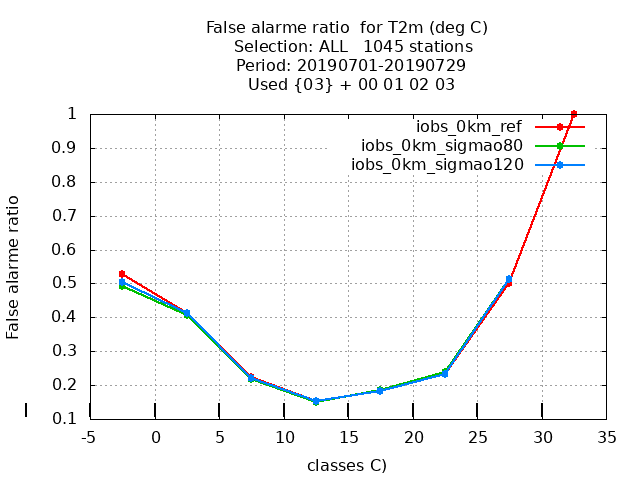 False alarme ratio  for T2m (deg C)
Selection: ALL   1045 stations
Period: 20190701-20190729
Used {03} + 00 01 02 03
iobs_0km_ref
iobs_0km_sigmao80
iobs_0km_sigmao120
1
0.9
0.8
0.7
0.6
0.5
0.4
0.3
0.2
0.1
False alarme ratio
-5 0 5 10 15 20 25 30 35
classes C)